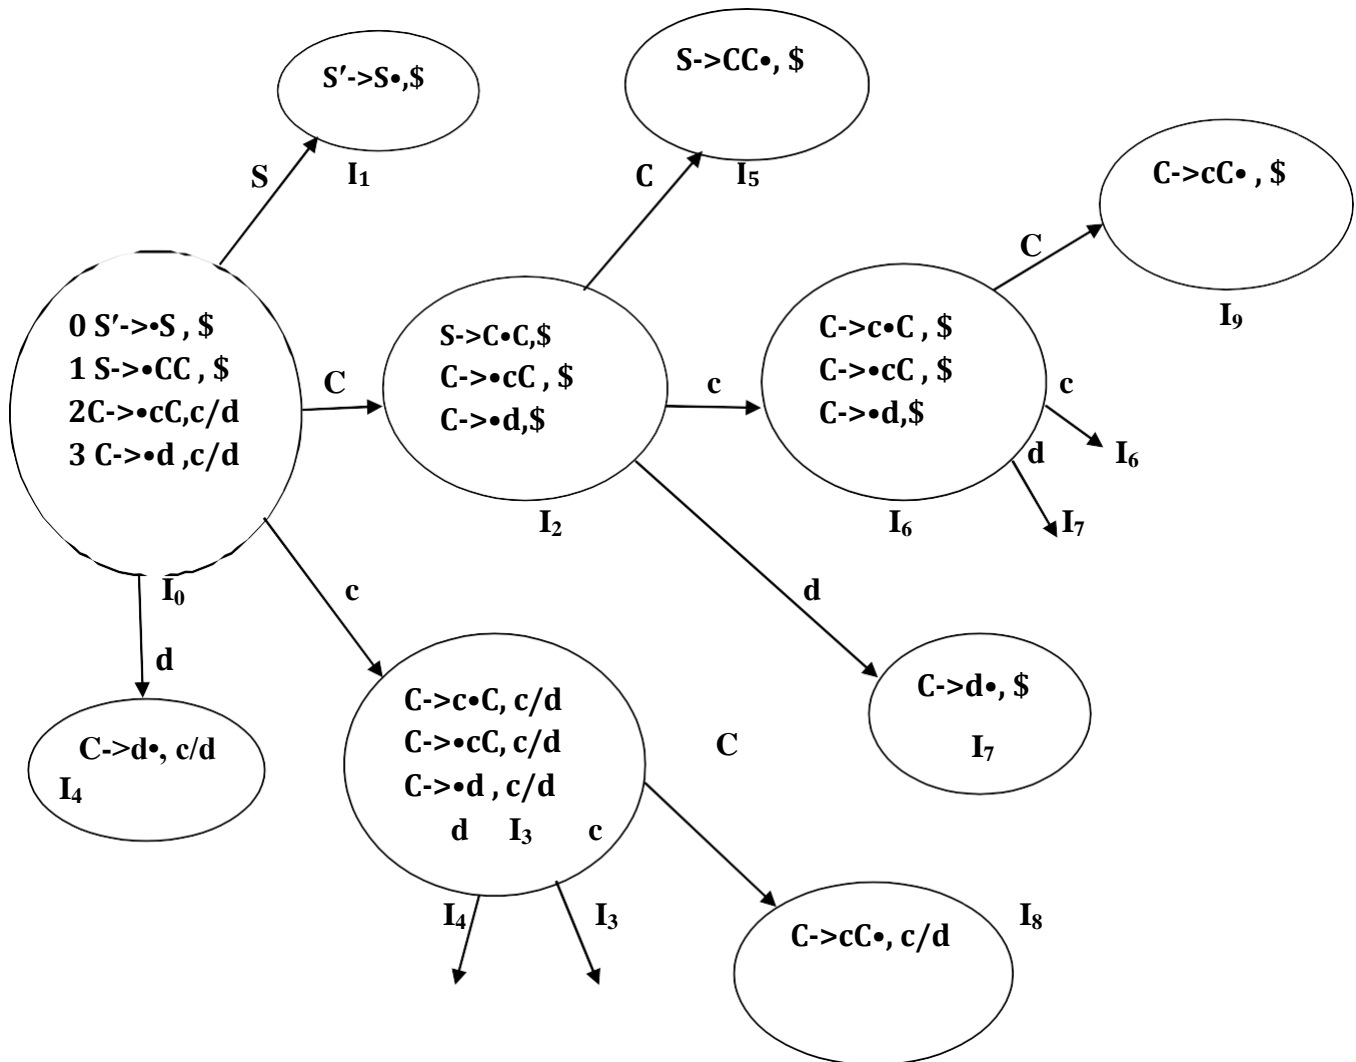 S′->S•,$
I₁
S
S->CC•, $
I₅
C
C->cC• , $
I₉
C
0 S′->•S , $
1 S->•CC , $
2C->•cC,c/d
3 C->•d ,c/d
I₀
C
S->C•C,$
C->•cC , $
C->•d,$
I₂
c
C->c•C , $
C->•cC , $
C->•d,$
I₆
c
I₆
d
I₇
c
d
d
C->d•, c/d
I₄
C->c•C, c/d
C->•cC, c/d
C->•d , c/d
d I₃ c
I₄
I₃
C
C->d•, $
I₇
C->cC•, c/d
I₈